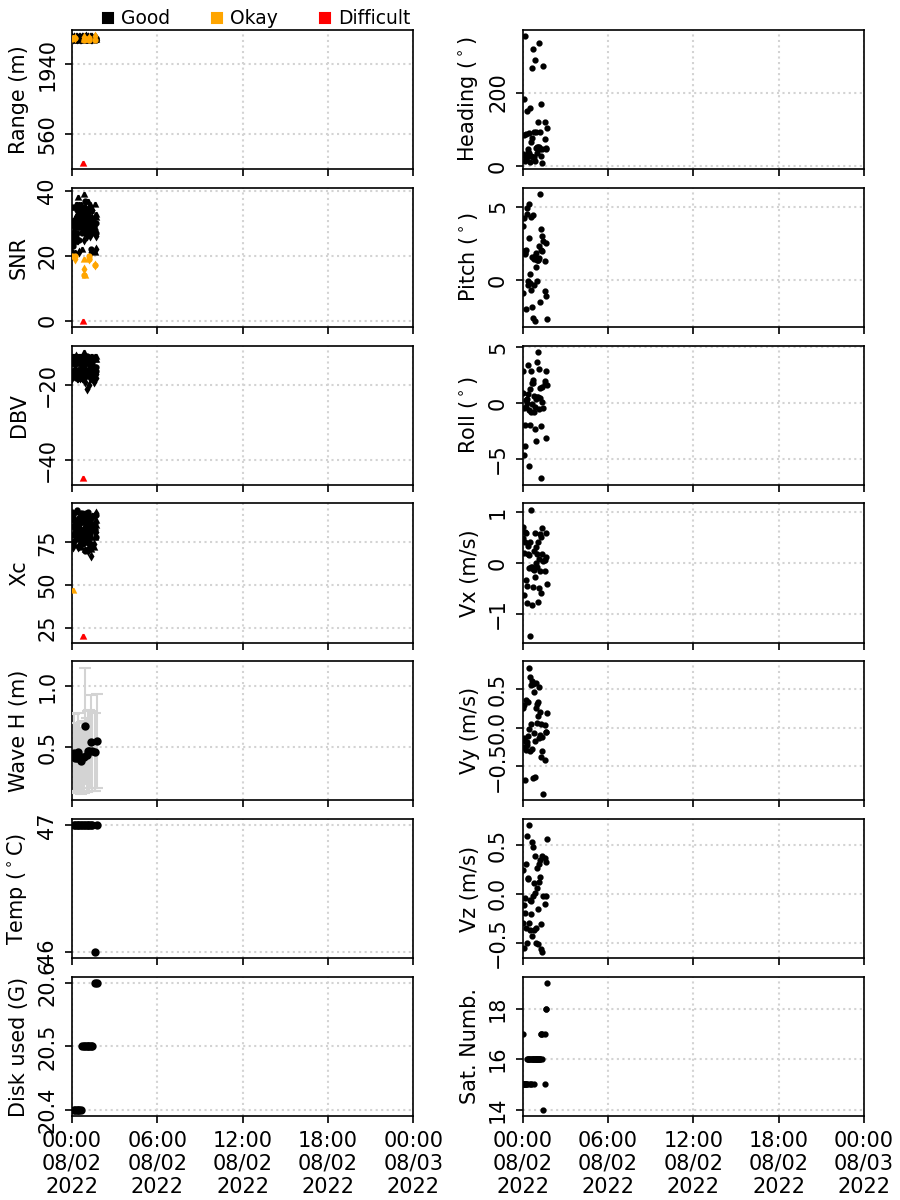 Good Okay Difficult
Range (m)
1940
560
Heading (°)
200
0
SNR
40
20
0
Pitch (°)
5
0
DBV
−20
−40
Roll (°)
5
0
−5
Xc
75
50
25
Vx (m/s)
1
0
−1
Wave H (m)
1.0
0.5
Vy (m/s)
0.5
0.0
−0.5
Temp (°C)
47
46
Vz (m/s)
0.5
0.0
−0.5
Disk used (G)
20.6
20.5
20.4
Sat. Numb.
18
16
14
00:00 06:00 12:00 18:00 00:00
08/02 08/02 08/02 08/02 08/03
2022 2022 2022 2022 2022
00:00 06:00 12:00 18:00 00:00
08/02 08/02 08/02 08/02 08/03
2022 2022 2022 2022 2022